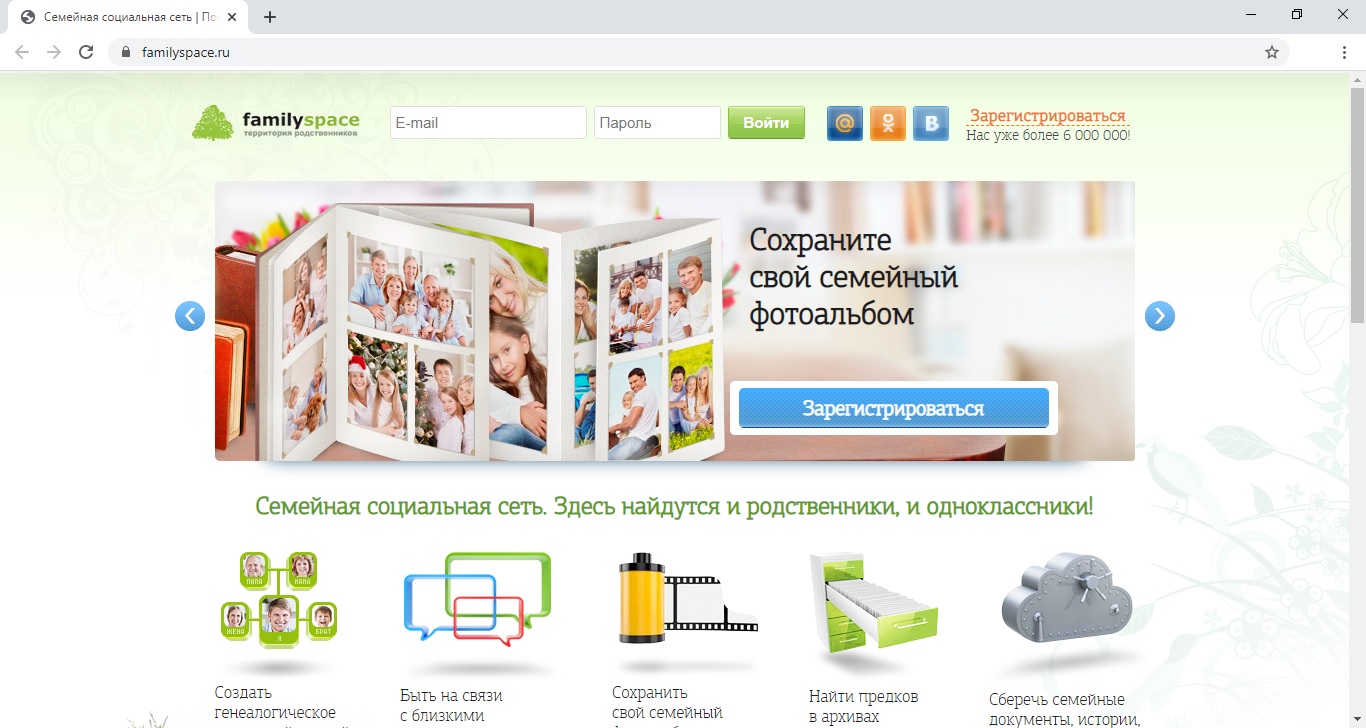 Семейная социальная сеть | По
familyspace.ru
familyspace
территория родственников
E-mail
Пароль
Войти
Зарегистрироваться
Нас уже более 6 000 000!
Сохраните
свой семейный
фотоальбом
Зарегистрироваться
Семейная социальная сеть. Здесь найдутся и родственники, и одноклассники!
ПАПА
МАМА
ЖЕНА
Я
БРАТ
Создать
генеалогическое
Быть на связи
с близкими
Сохранить
свой семейный
Найти предков
в архивах
Сберечь семейные
документы, истории,